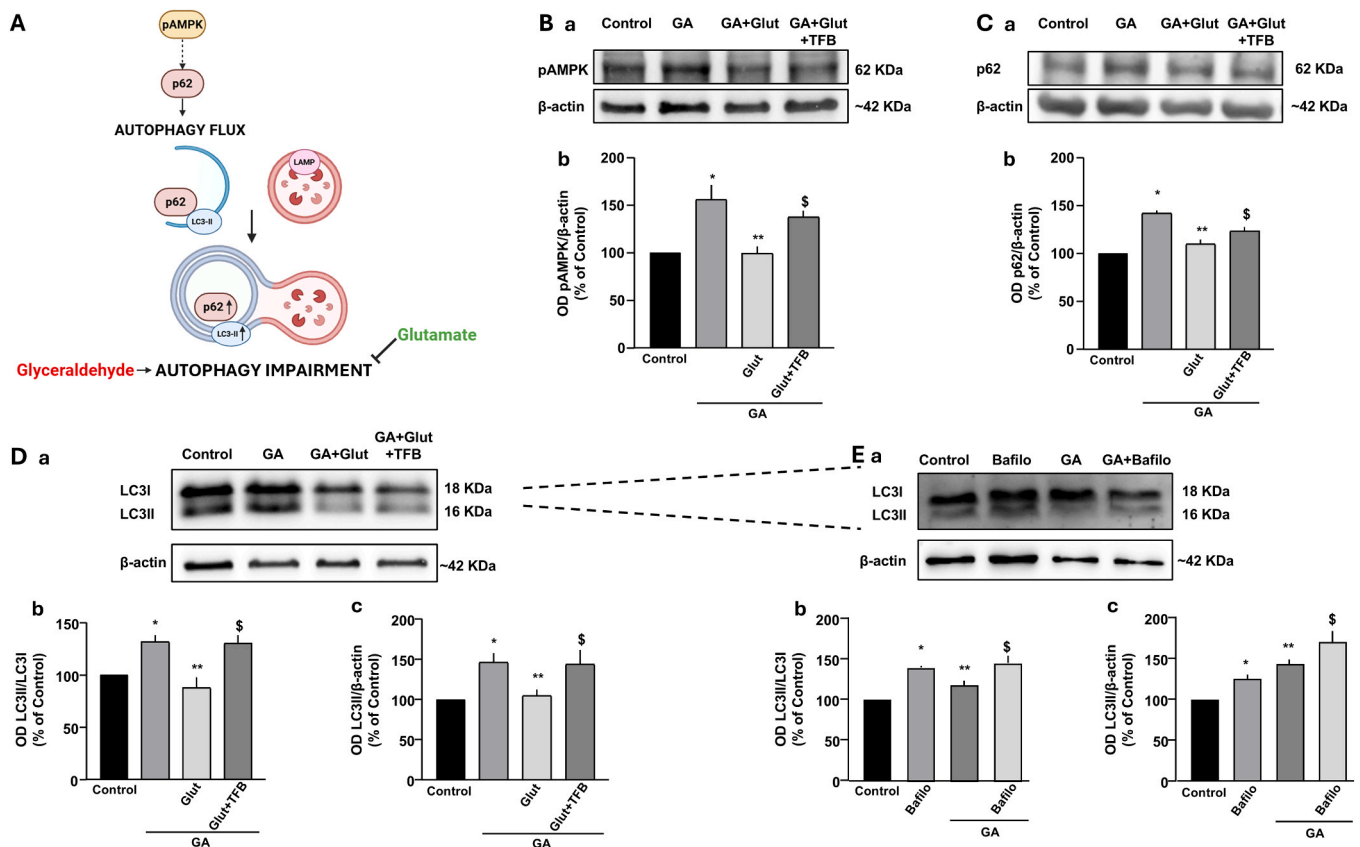 A
pAMPK
p62
AUTOPHAGY FLUX
LAMP
p62
LC3-II
p62
LC3-II
Glutamate
Glyceraldehyde
AUTOPHAGY IMPAIRMENT
B a
Control GA GA+Glut GA+Glut
+TFB
pAMPK
62 KDa
β-actin
~42 KDa
b
OD pAMPK/β-actin
(% of Control)
200
150
100
50
0
*
**
$
Control
Glut
Glut+TFB
GA
C a
Control GA GA+Glut GA+Glut
+TFB
p62
62 KDa
β-actin
~42 KDa
b
OD p62/β-actin
(% of Control)
200
150
100
50
0
*
**
$
Control
Glut
Glut+TFB
GA
D a
Control GA GA+Glut GA+Glut
+TFB
LC3I
18 KDa
LC3II
16 KDa
β-actin
~42 KDa
b
OD LC3II/LC3I
(% of Control)
150
100
50
0
*
**
$
Control
Glut
Glut+TFB
GA
c
OD LC3II/β-actin
(% of Control)
200
150
100
50
0
*
**
$
Control
Glut
Glut+TFB
GA
E a
Control Bafilo GA GA+Bafilo
LC3I
18 KDa
LC3II
16 KDa
β-actin
~42 KDa
b
OD LC3II/LC3I
(% of Control)
200
150
100
50
0
*
**
$
Control
Bafilo
Bafilo
GA
c
OD LC3II/β-actin
(% of Control)
200
150
100
50
0
*
**
$
Control
Bafilo
Bafilo
GA